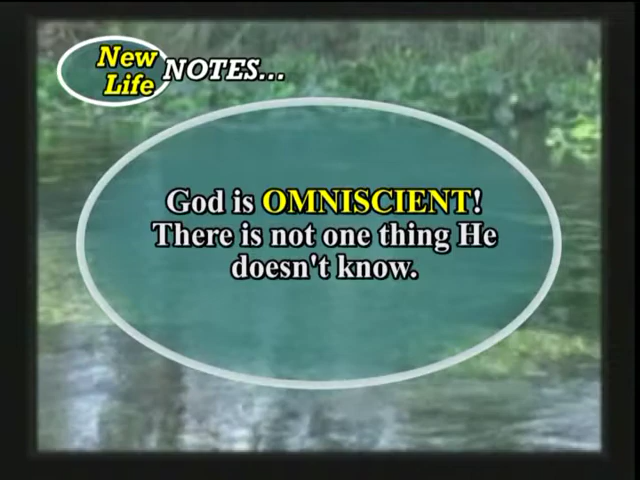 New
Life
NOTES...
God is OMNISCIENT!
There is not one thing He
doesn't know.